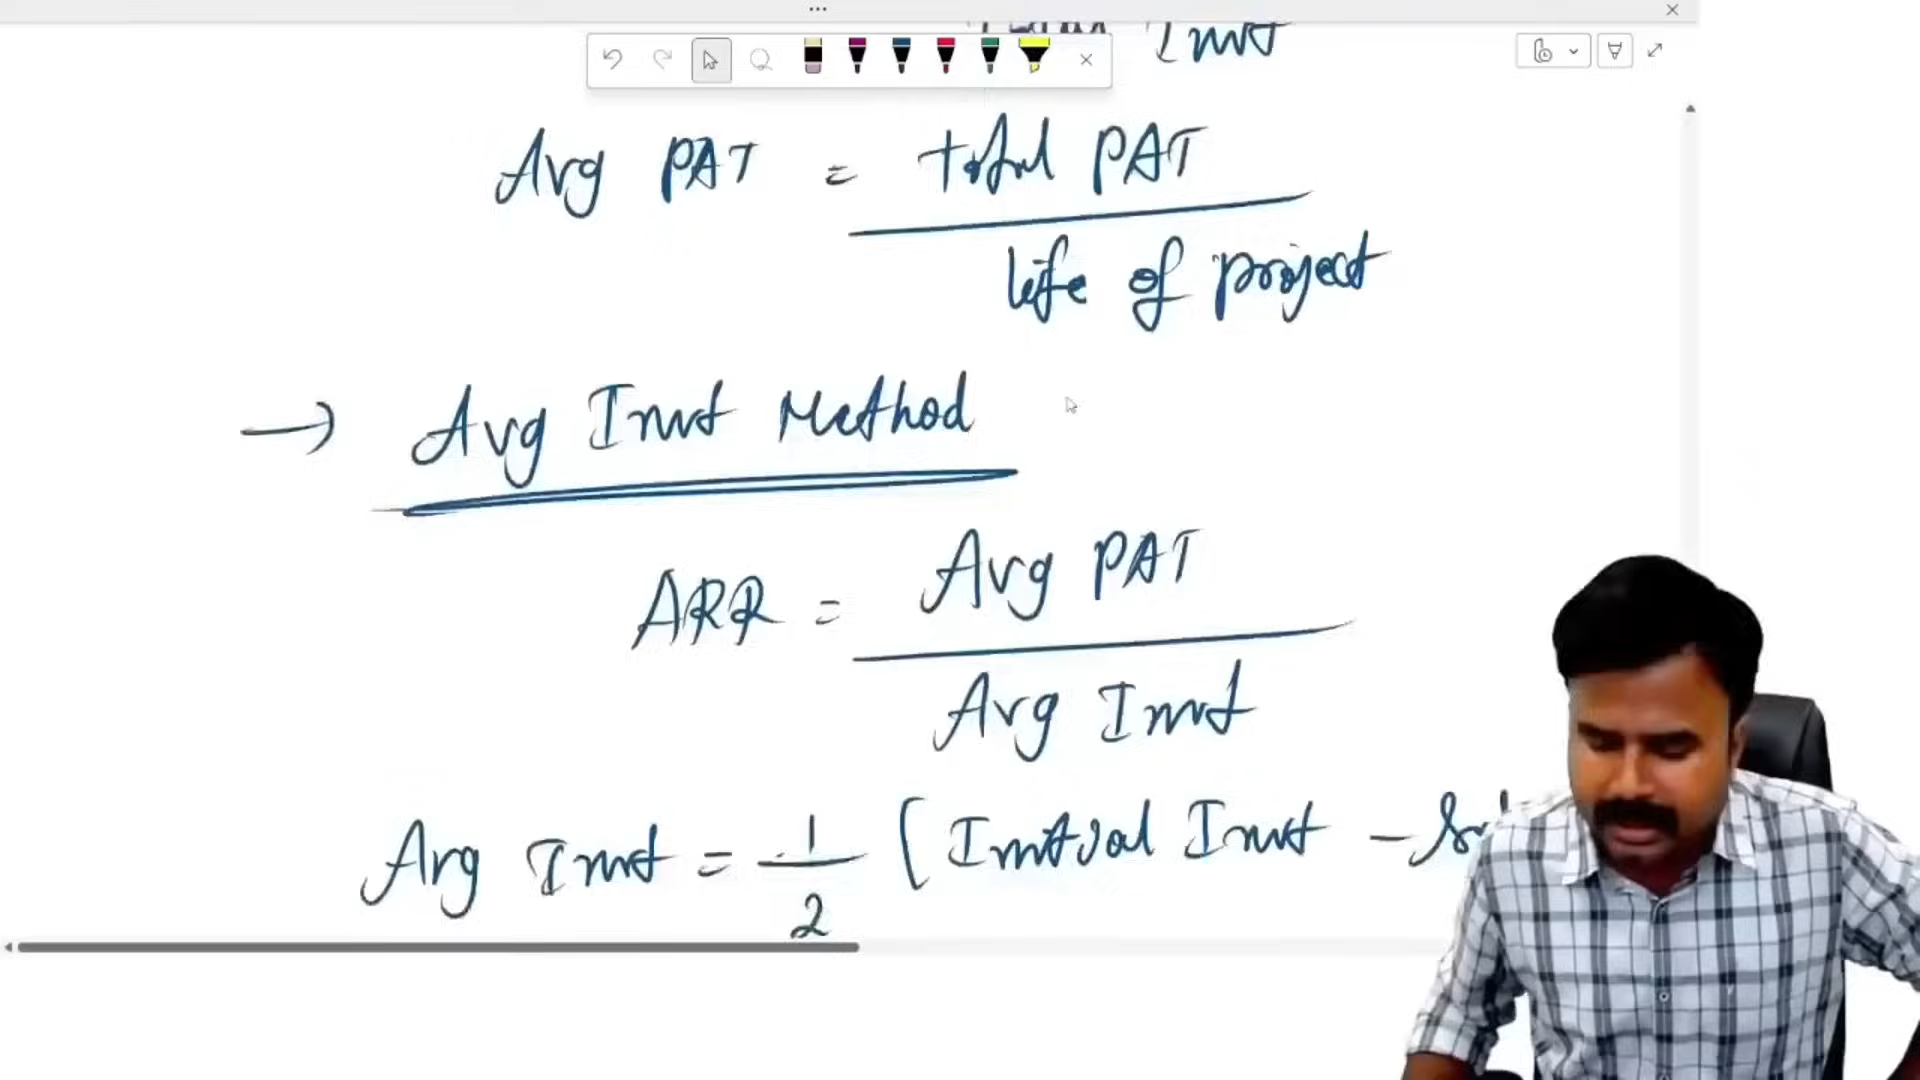 Invt
Avg PAT = total PAT
life of project
→ Avg Invt Method
ARR = Avg PAT
Avg Invt
Avg Invt = 1/2 [Initial Invt -